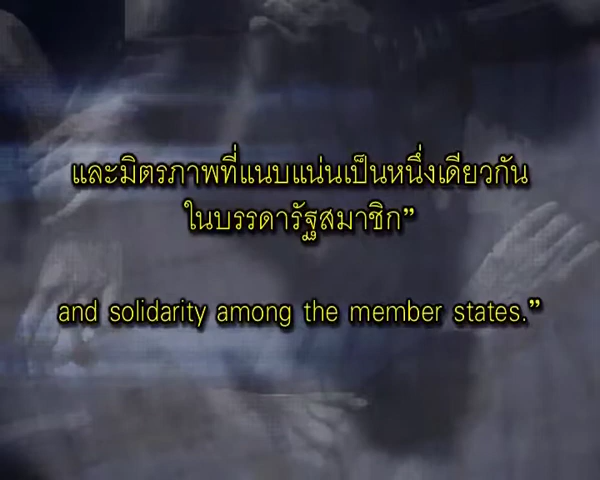 และมิตรภาพที่แนบแน่นเป็นหนึ่งเดียวกัน
ในบรรดารัฐสมาชิก”
and solidarity among the member states.”